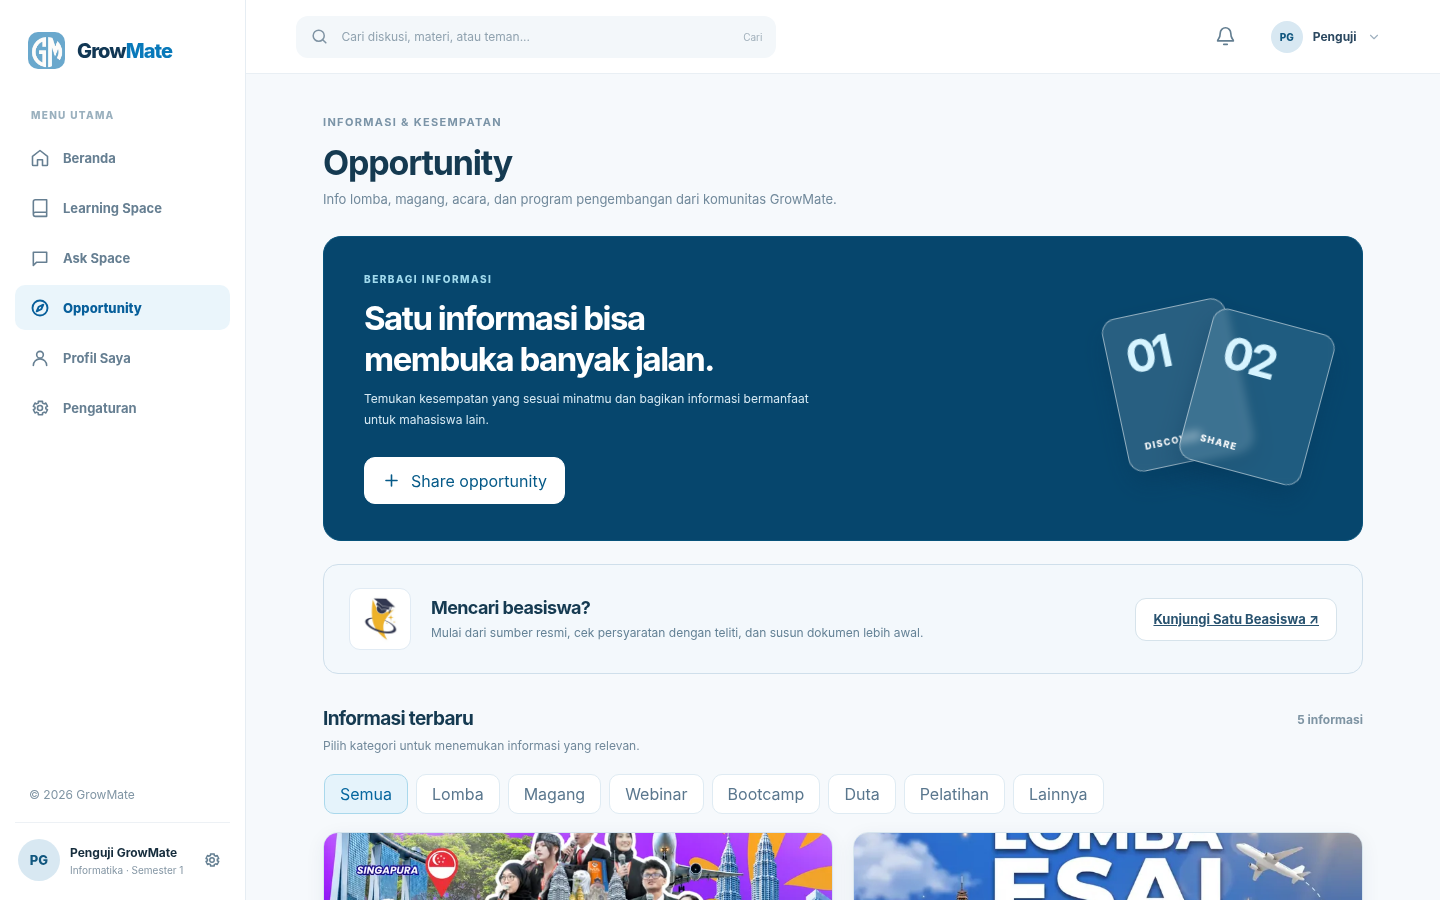 GM GrowMate
Cari diskusi, materi, atau teman...
Cari
PG Penguji
MENU UTAMA
Beranda
Learning Space
Ask Space
Opportunity
Profil Saya
Pengaturan
© 2026 GrowMate
PG
Penguji GrowMate
Informatika · Semester 1
INFORMASI & KESEMPATAN
Opportunity
Info lomba, magang, acara, dan program pengembangan dari komunitas GrowMate.
BERBAGI INFORMASI
Satu informasi bisa
membuka banyak jalan.
Temukan kesempatan yang sesuai minatmu dan bagikan informasi bermanfaat
untuk mahasiswa lain.
+ Share opportunity
01
02
SHARE
Mencari beasiswa?
Mulai dari sumber resmi, cek persyaratan dengan teliti, dan susun dokumen lebih awal.
Kunjungi Satu Beasiswa ↗
Informasi terbaru
5 informasi
Pilih kategori untuk menemukan informasi yang relevan.
Semua
Lomba
Magang
Webinar
Bootcamp
Duta
Pelatihan
Lainnya
SINGAPURA
LOMBA
ESAI